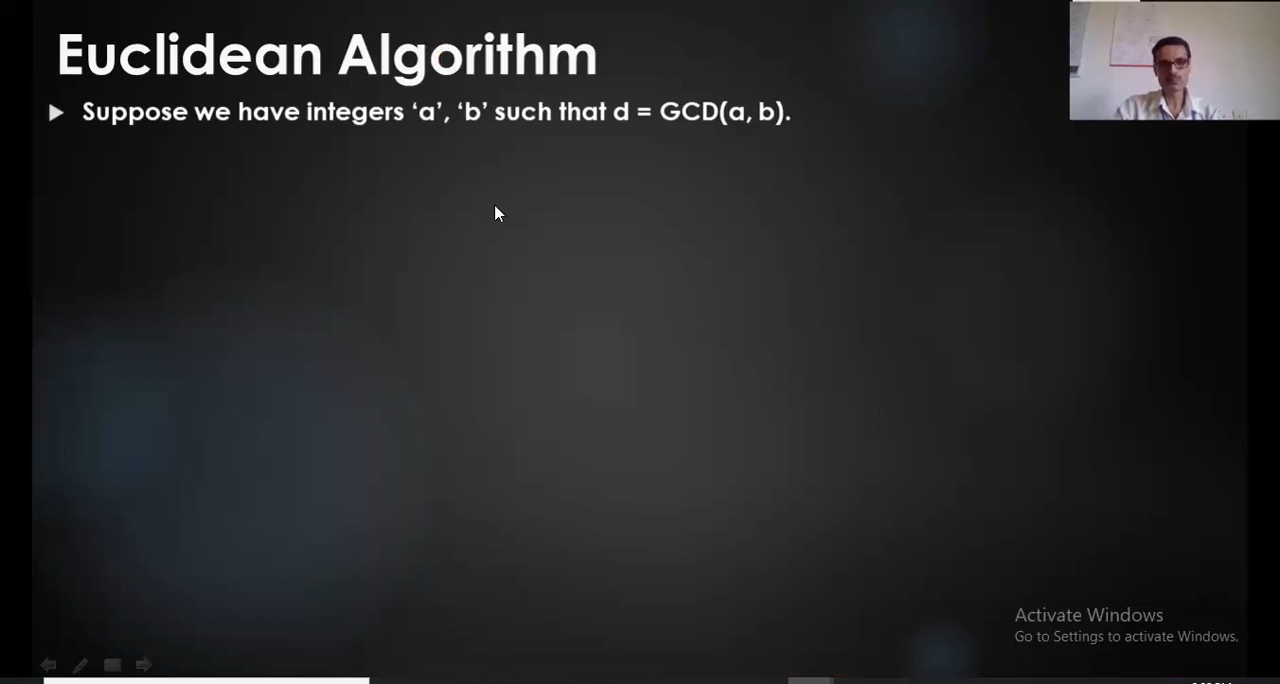 Euclidean Algorithm
Suppose we have integers ‘a’, ‘b’ such that d = GCD(a, b).
Activate Windows
Go to Settings to activate Windows.